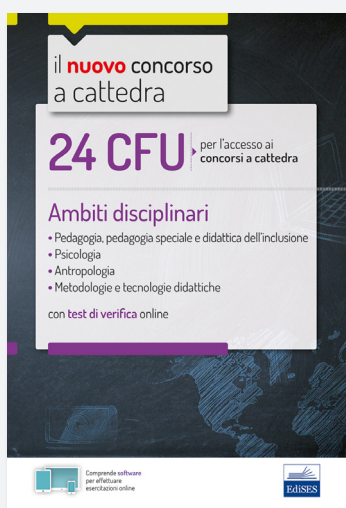 il nuovo concorso
a cattedra
24 CFU
per l'accesso ai
concorsi a cattedra
Ambiti disciplinari
• Pedagogia, pedagogia speciale e didattica dell'inclusione
• Psicologia
• Antropologia
• Metodologie e tecnologie didattiche
con test di verifica online
Comprende software
per effettuare
esercitazioni online
EdiSES